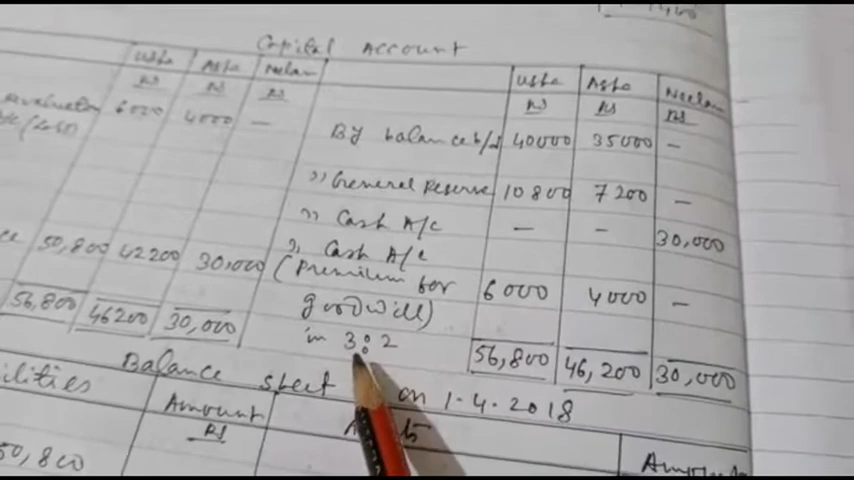 Capital Account
Usha Asha Neelam Usha Asha Neelam
Rs Rs Rs Rs Rs Rs
6000 4000 — By balance b/d 40000 35000 —
A/c (Loss)
" General Reserve 10800 7200 —
" Cash A/c — — 30,000
50,800 42200 30,000 " Cash A/c
(Premium for 6000 4000 —
goodwill)
in 3:2
56,800 46200 30,000 56,800 46,200 30,000
Balance Sheet on 1.4.2018
Amount
Rs
50,800